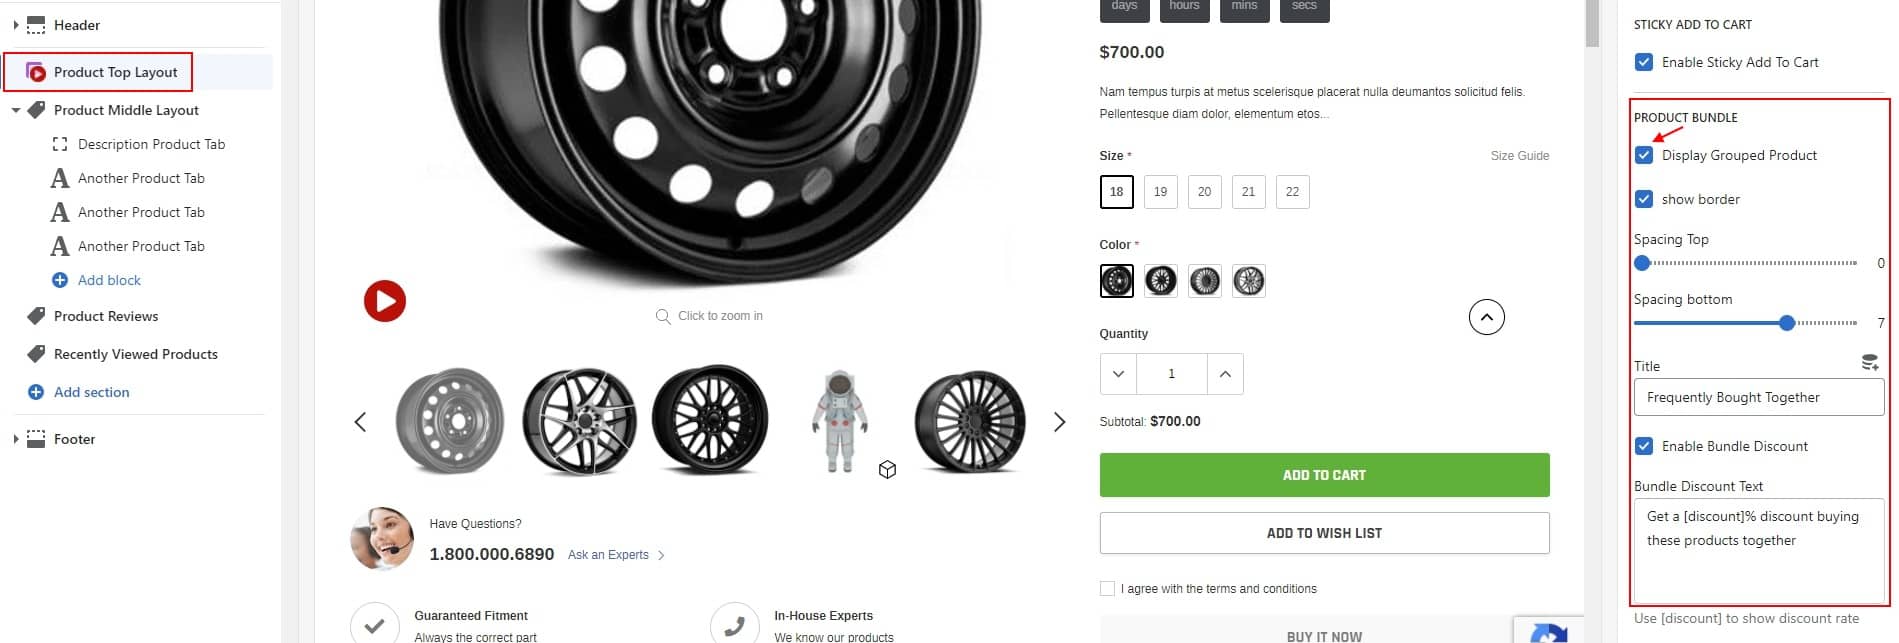 Header
Product Top Layout
Product Middle Layout
Description Product Tab
Another Product Tab
Another Product Tab
Another Product Tab
Add block
Product Reviews
Recently Viewed Products
Add section
Footer
Click to zoom in
Have Questions?
1.800.000.6890 Ask an Experts
Guaranteed Fitment
Always the correct part
In-House Experts
We know our products
days hours mins secs
$700.00
Nam tempus turpis at metus scelerisque placerat nulla deumantos solicitud felis.
Pellentesque diam dolor, elementum etos...
Size * Size Guide
18 19 20 21 22
Color *
Quantity
1
Subtotal: $700.00
ADD TO CART
ADD TO WISH LIST
I agree with the terms and conditions
BUY IT NOW
STICKY ADD TO CART
Enable Sticky Add To Cart
PRODUCT BUNDLE
Display Grouped Product
show border
Spacing Top
0
Spacing bottom
7
Title
Frequently Bought Together
Enable Bundle Discount
Bundle Discount Text
Get a [discount]% discount buying
these products together
Use [discount] to show discount rate